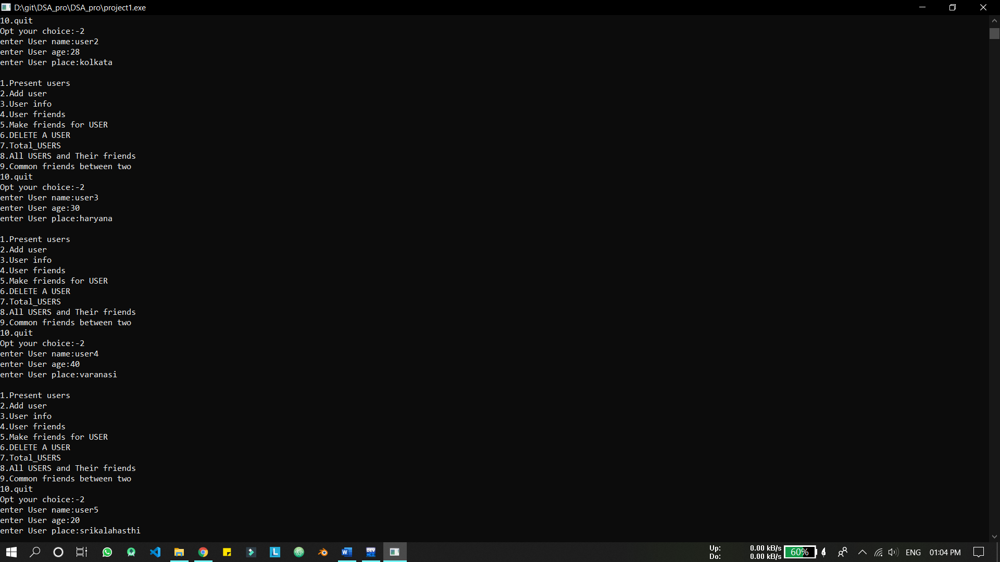 D:\git\DSA_pro\DSA_pro\project1.exe
10.quit
Opt your choice:-2
enter User name:user2
enter User age:28
enter User place:kolkata

1.Present users
2.Add user
3.User info
4.User friends
5.Make friends for USER
6.DELETE A USER
7.Total_USERS
8.All USERS and Their friends
9.Common friends between two
10.quit
Opt your choice:-2
enter User name:user3
enter User age:30
enter User place:haryana

1.Present users
2.Add user
3.User info
4.User friends
5.Make friends for USER
6.DELETE A USER
7.Total_USERS
8.All USERS and Their friends
9.Common friends between two
10.quit
Opt your choice:-2
enter User name:user4
enter User age:40
enter User place:varanasi

1.Present users
2.Add user
3.User info
4.User friends
5.Make friends for USER
6.DELETE A USER
7.Total_USERS
8.All USERS and Their friends
9.Common friends between two
10.quit
Opt your choice:-2
enter User name:user5
enter User age:20
enter User place:srikalahasthi
L
W
DEV
Up: 0.00 kB/s
Do: 0.00 kB/s
60%
ENG
01:04 PM